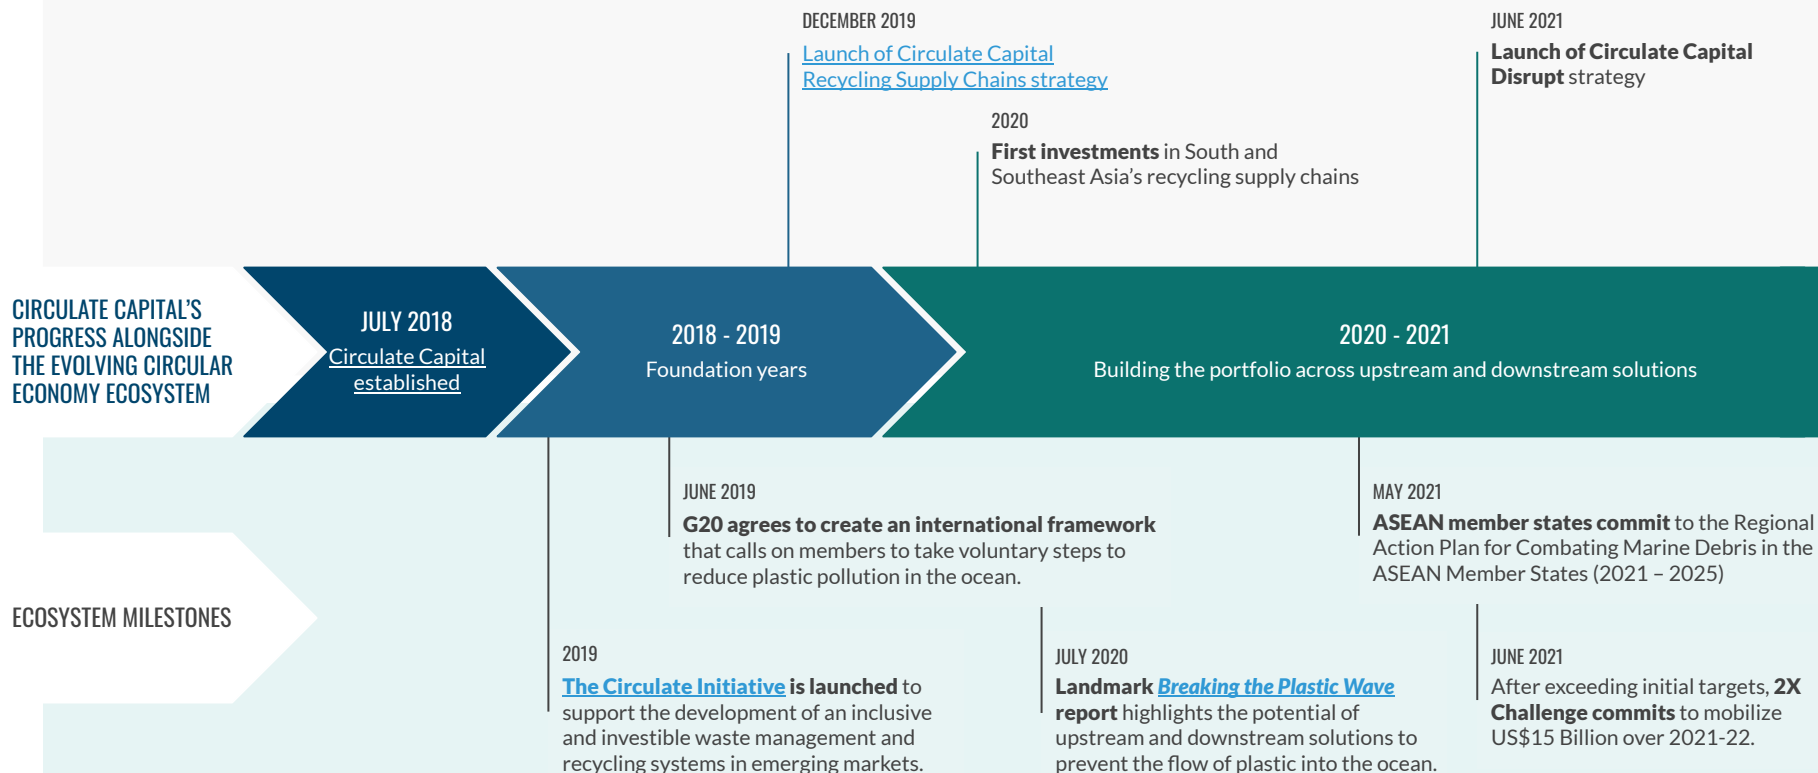 DECEMBER 2019
Launch of Circulate Capital
Recycling Supply Chains strategy
2020
First investments in South and
Southeast Asia’s recycling supply chains
JUNE 2021
Launch of Circulate Capital
Disrupt strategy
CIRCULATE CAPITAL’S
PROGRESS ALONGSIDE
THE EVOLVING CIRCULAR
ECONOMY ECOSYSTEM
JULY 2018
Circulate Capital
established
2018 - 2019
Foundation years
2020 - 2021
Building the portfolio across upstream and downstream solutions
ECOSYSTEM MILESTONES
2019
The Circulate Initiative is launched to
support the development of an inclusive
and investible waste management and
recycling systems in emerging markets.
JUNE 2019
G20 agrees to create an international framework
that calls on members to take voluntary steps to
reduce plastic pollution in the ocean.
JULY 2020
Landmark Breaking the Plastic Wave
report highlights the potential of
upstream and downstream solutions to
prevent the flow of plastic into the ocean.
MAY 2021
ASEAN member states commit to the Regional
Action Plan for Combating Marine Debris in the
ASEAN Member States (2021 – 2025)
JUNE 2021
After exceeding initial targets, 2X
Challenge commits to mobilize
US$15 Billion over 2021-22.